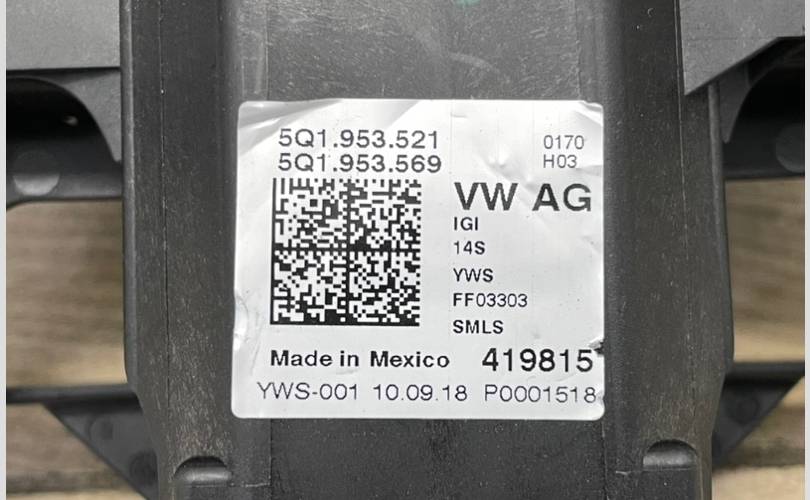 5Q1.953.521 0170
5Q1.953.569 H03
VW AG
IGI
14S
YWS
FF03303
SMLS
Made in Mexico 419815
YWS-001 10.09.18 P0001518